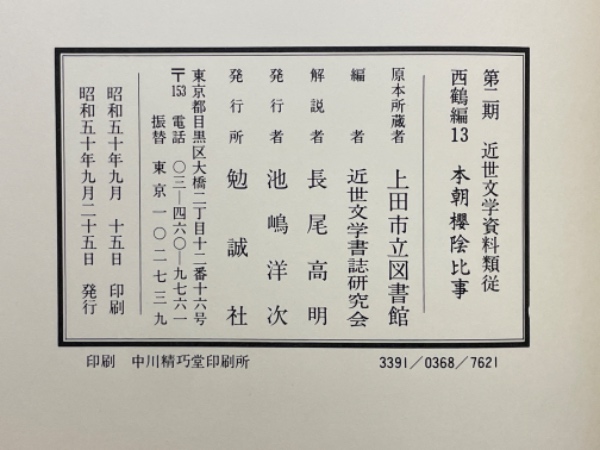 第二期　近世文学資料類従
西鶴編13　本朝櫻陰比事
原本所蔵者　上田市立図書館
編者　近世文学書誌研究会
解説者　長尾高明
発行者　池嶋洋次
発行所　勉誠社
東京都目黒区大橋二丁目十二番十六号
〒153　電話　〇三―四六〇―九七六一
振替　東京一〇二七三九
昭和五十年九月　十五日　印刷
昭和五十年九月二十五日　発行
印刷　中川精巧堂印刷所
3391/0368/7621